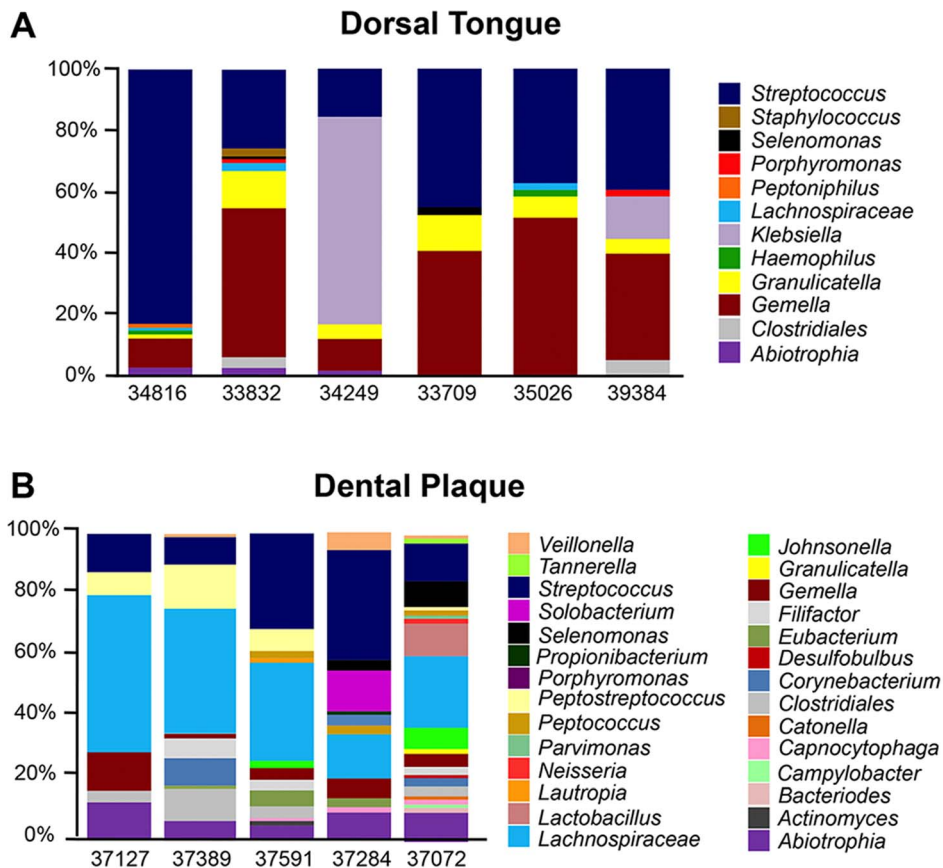 A
Dorsal Tongue
100%
80%
60%
40%
20%
0%
34816 33832 34249 33709 35026 39384
Streptococcus
Staphylococcus
Selenomonas
Porphyromonas
Peptoniphilus
Lachnospiraceae
Klebsiella
Haemophilus
Granulicatella
Gemella
Clostridiales
Abiotrophia
B
Dental Plaque
100%
80%
60%
40%
20%
0%
37127 37389 37591 37284 37072
Veillonella
Tannerella
Streptococcus
Solobacterium
Selenomonas
Propionibacterium
Porphyromonas
Peptostreptococcus
Peptococcus
Parvimonas
Neisseria
Lautropia
Lactobacillus
Lachnospiraceae
Johnsonella
Granulicatella
Gemella
Filifactor
Eubacterium
Desulfobulbus
Corynebacterium
Clostridiales
Catonella
Capnocytophaga
Campylobacter
Bacteriodes
Actinomyces
Abiotrophia